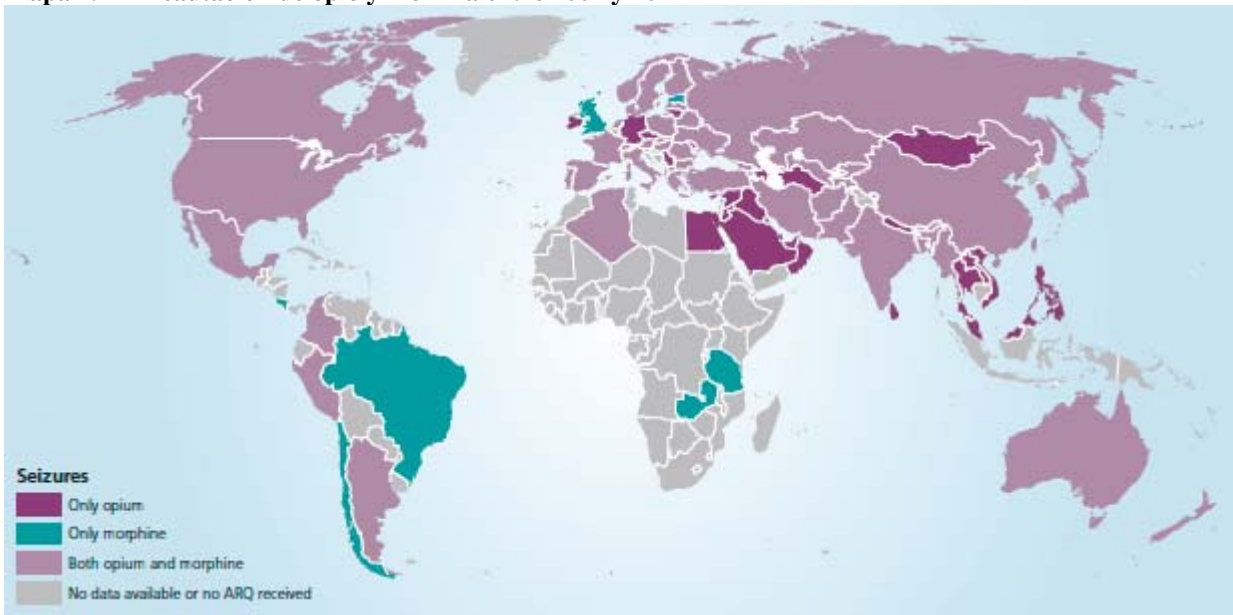 Seizures
Only opium
Only morphine
Both opium and morphine
No data available or no ARQ received